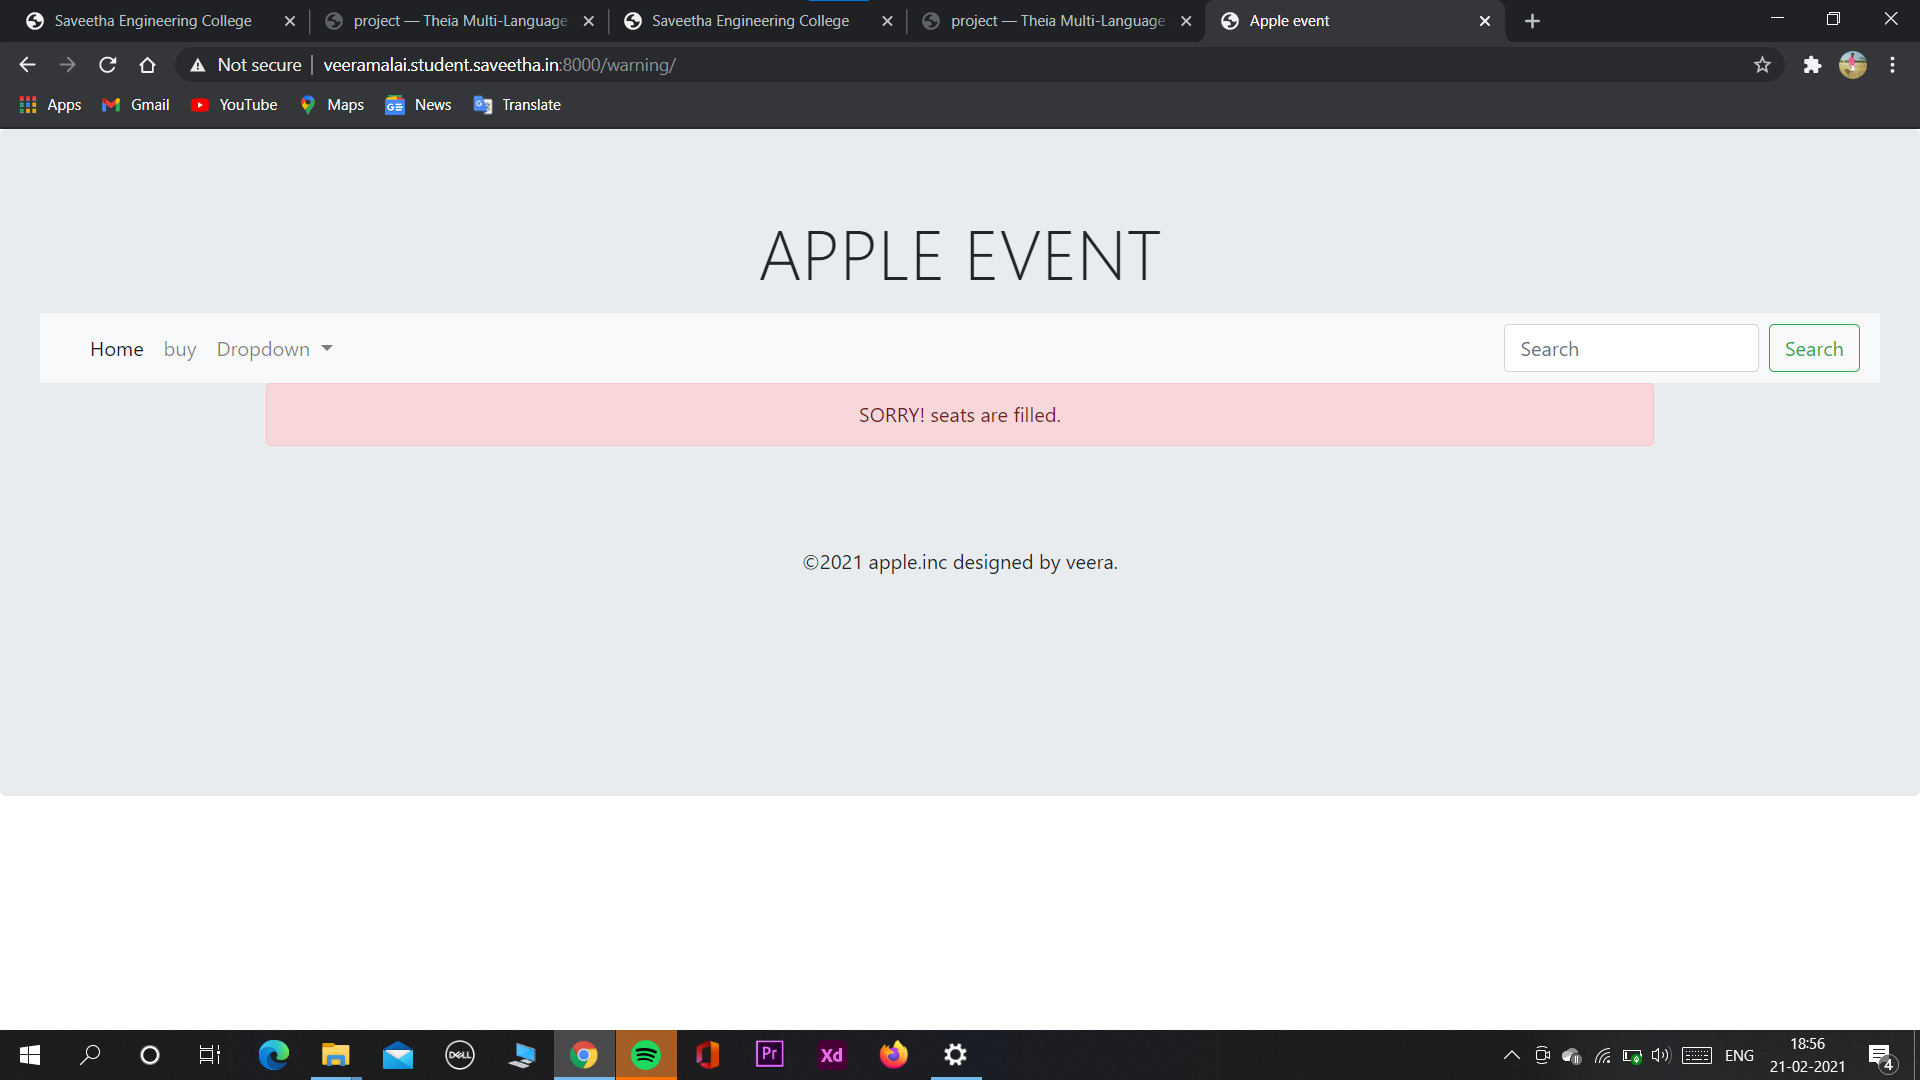 Saveetha Engineering College
project — Theia Multi-Language
Saveetha Engineering College
project — Theia Multi-Language
Apple event
Not secure
veeramalai.student.saveetha.in:8000/warning/
Apps
Gmail
YouTube
Maps
News
Translate
APPLE EVENT
Home
buy
Dropdown
Search
Search
SORRY! seats are filled.
©2021 apple.inc designed by veera.
DELL
Pr
Xd
ENG
18:56
21-02-2021
4